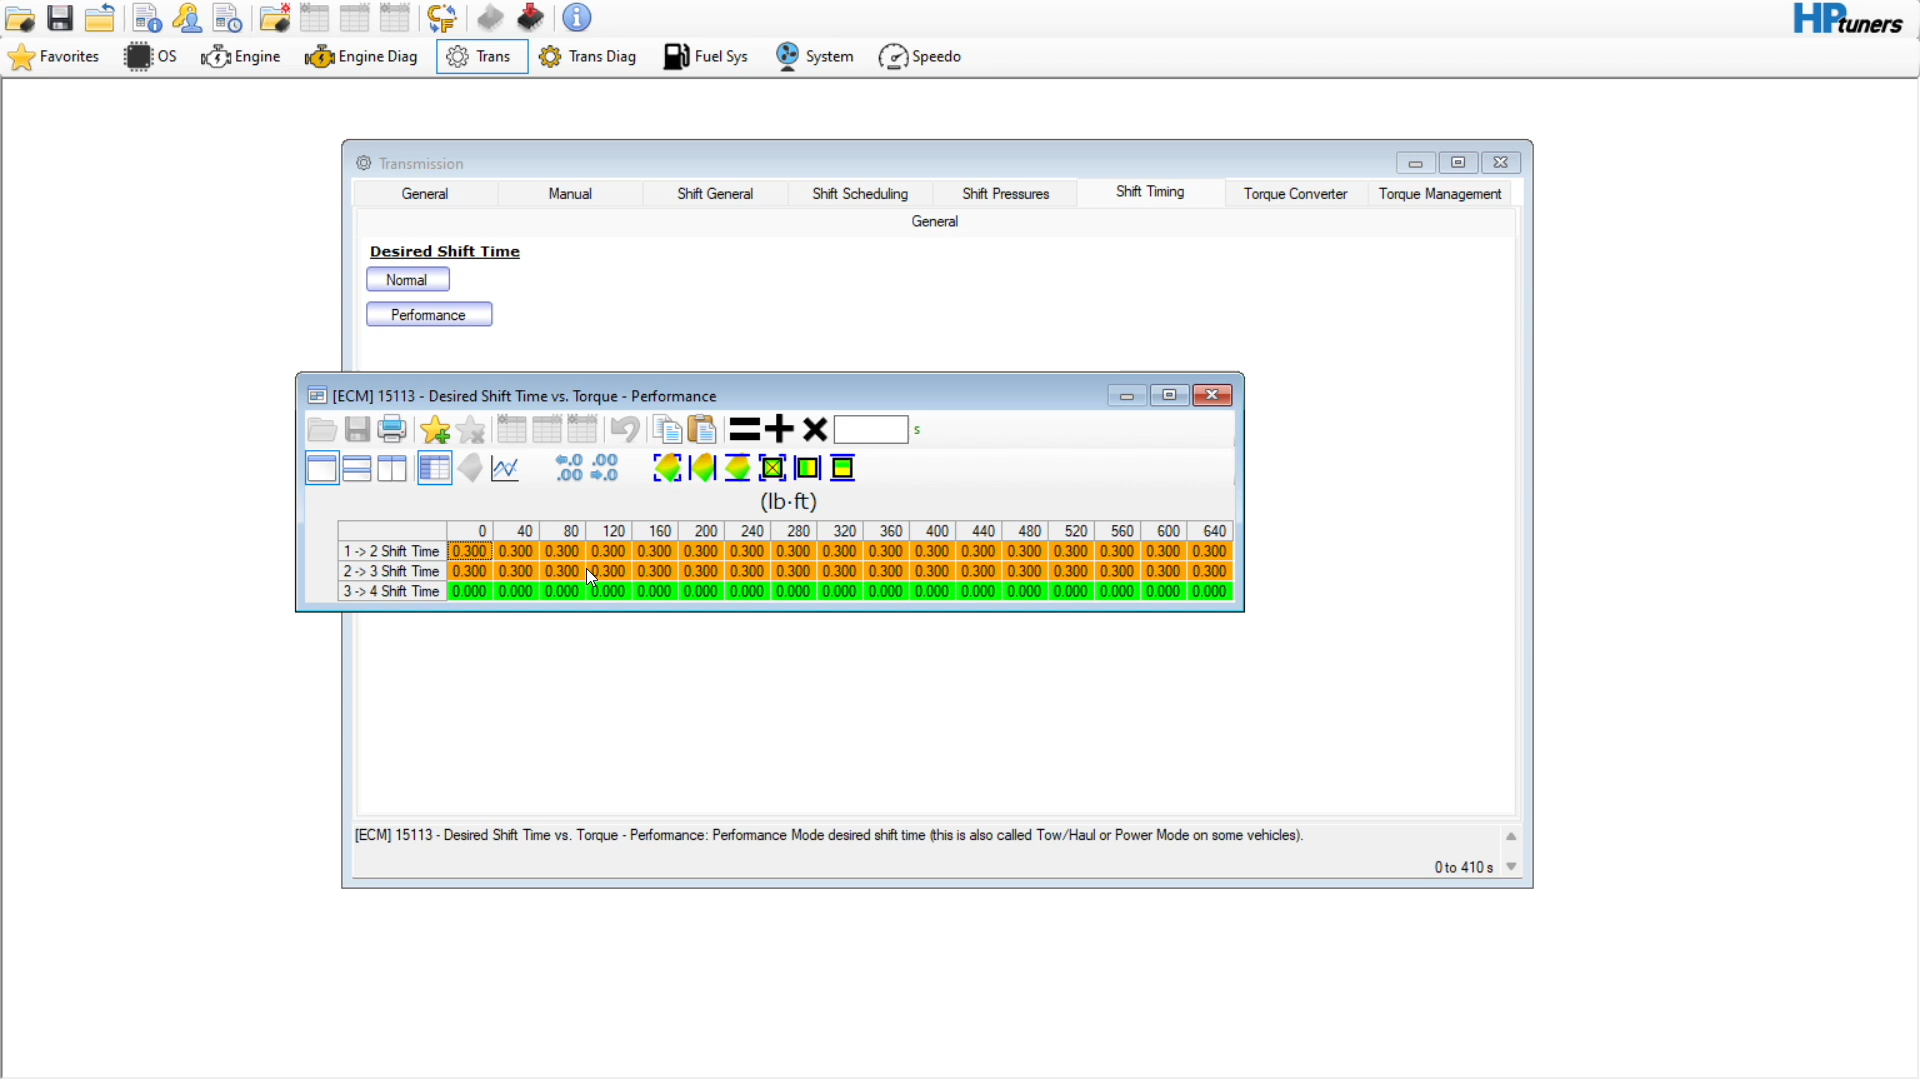 HPtuners
Favorites OS Engine Engine Diag Trans Trans Diag Fuel Sys System Speedo
Transmission
General Manual Shift General Shift Scheduling Shift Pressures Shift Timing Torque Converter Torque Management
General
Desired Shift Time
Normal
Performance
[ECM] 15113 - Desired Shift Time vs. Torque - Performance
s
.0 .00
.00 .0
(lb·ft)
0 40 80 120 160 200 240 280 320 360 400 440 480 520 560 600 640
1 -> 2 Shift Time 0.300 0.300 0.300 0.300 0.300 0.300 0.300 0.300 0.300 0.300 0.300 0.300 0.300 0.300 0.300 0.300 0.300
2 -> 3 Shift Time 0.300 0.300 0.300 0.300 0.300 0.300 0.300 0.300 0.300 0.300 0.300 0.300 0.300 0.300 0.300 0.300 0.300
3 -> 4 Shift Time 0.000 0.000 0.000 0.000 0.000 0.000 0.000 0.000 0.000 0.000 0.000 0.000 0.000 0.000 0.000 0.000 0.000
[ECM] 15113 - Desired Shift Time vs. Torque - Performance: Performance Mode desired shift time (this is also called Tow/Haul or Power Mode on some vehicles).
0 to 410 s